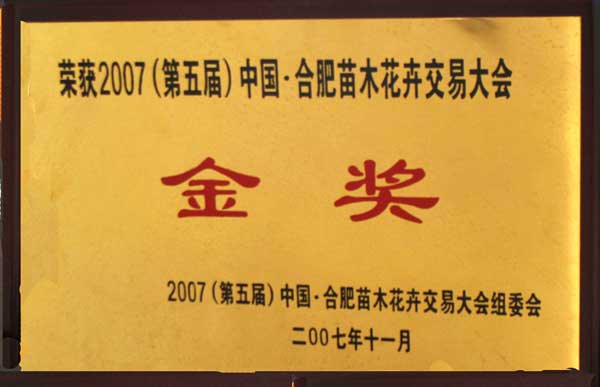 荣获2007(第五届)中国·合肥苗木花卉交易大会
金奖
2007(第五届)中国·合肥苗木花卉交易大会组委会
二00七年十一月